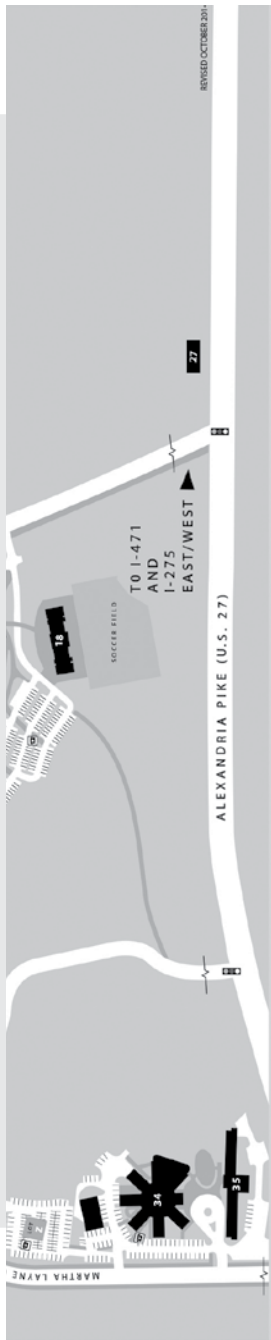 REVISED OCTOBER 201
27
TO I-471
AND
I-275
EAST/WEST
18
SOCCER FIELD
ALEXANDRIA PIKE (U.S. 27)
34
35
LOT
Z
MARTHA LAYNE